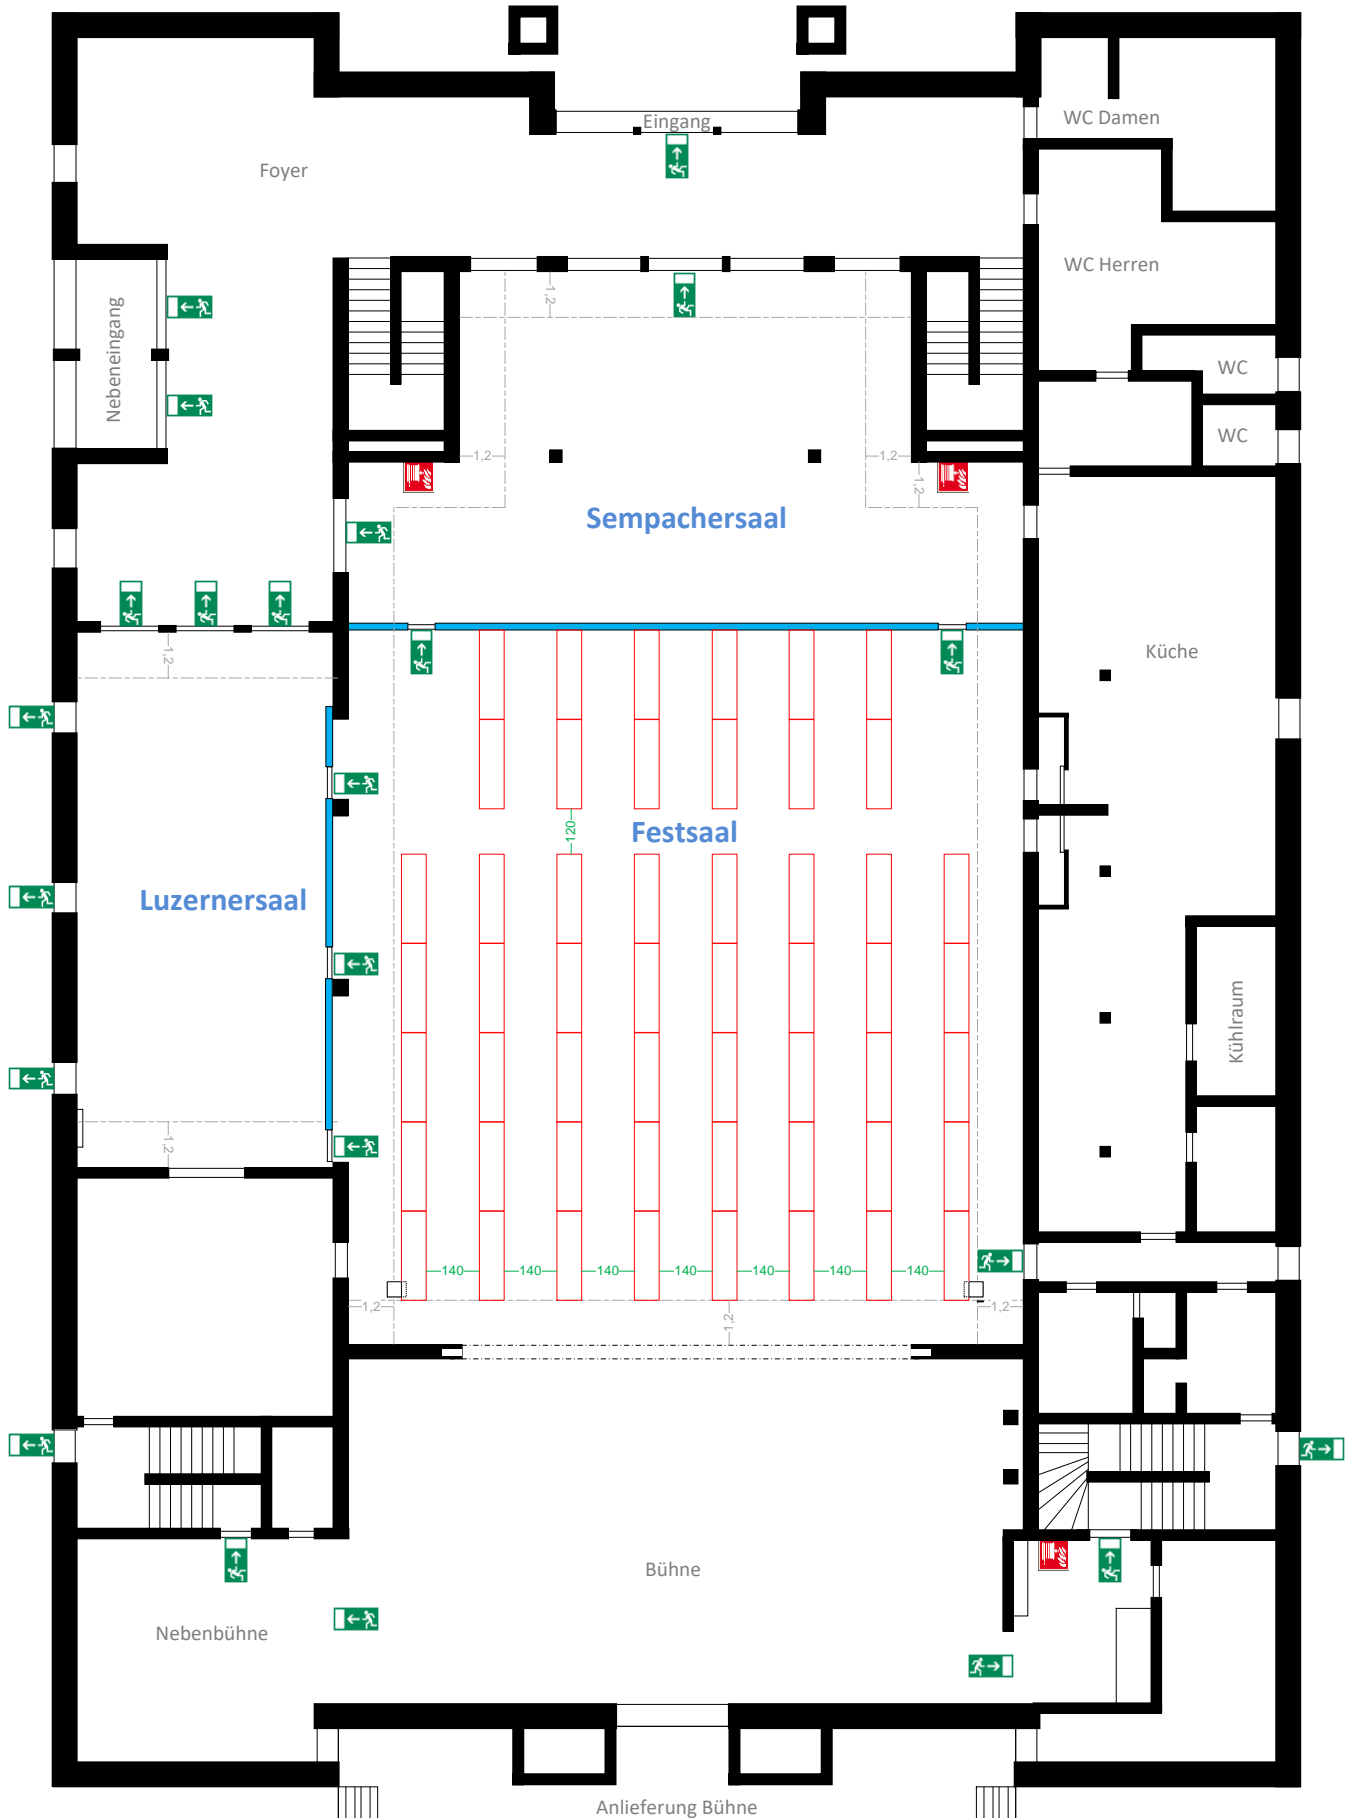 Eingang
WC Damen
Foyer
WC Herren
Nebeneingang
1,2
WC
WC
1,2
1,2
1,2
Sempachersaal
1,2
Küche
120
Festsaal
Luzernersaal
Kühlraum
1,2
140
140
140
140
140
140
140
1,2
1,2
1,2
Bühne
Nebenbühne
Anlieferung Bühne